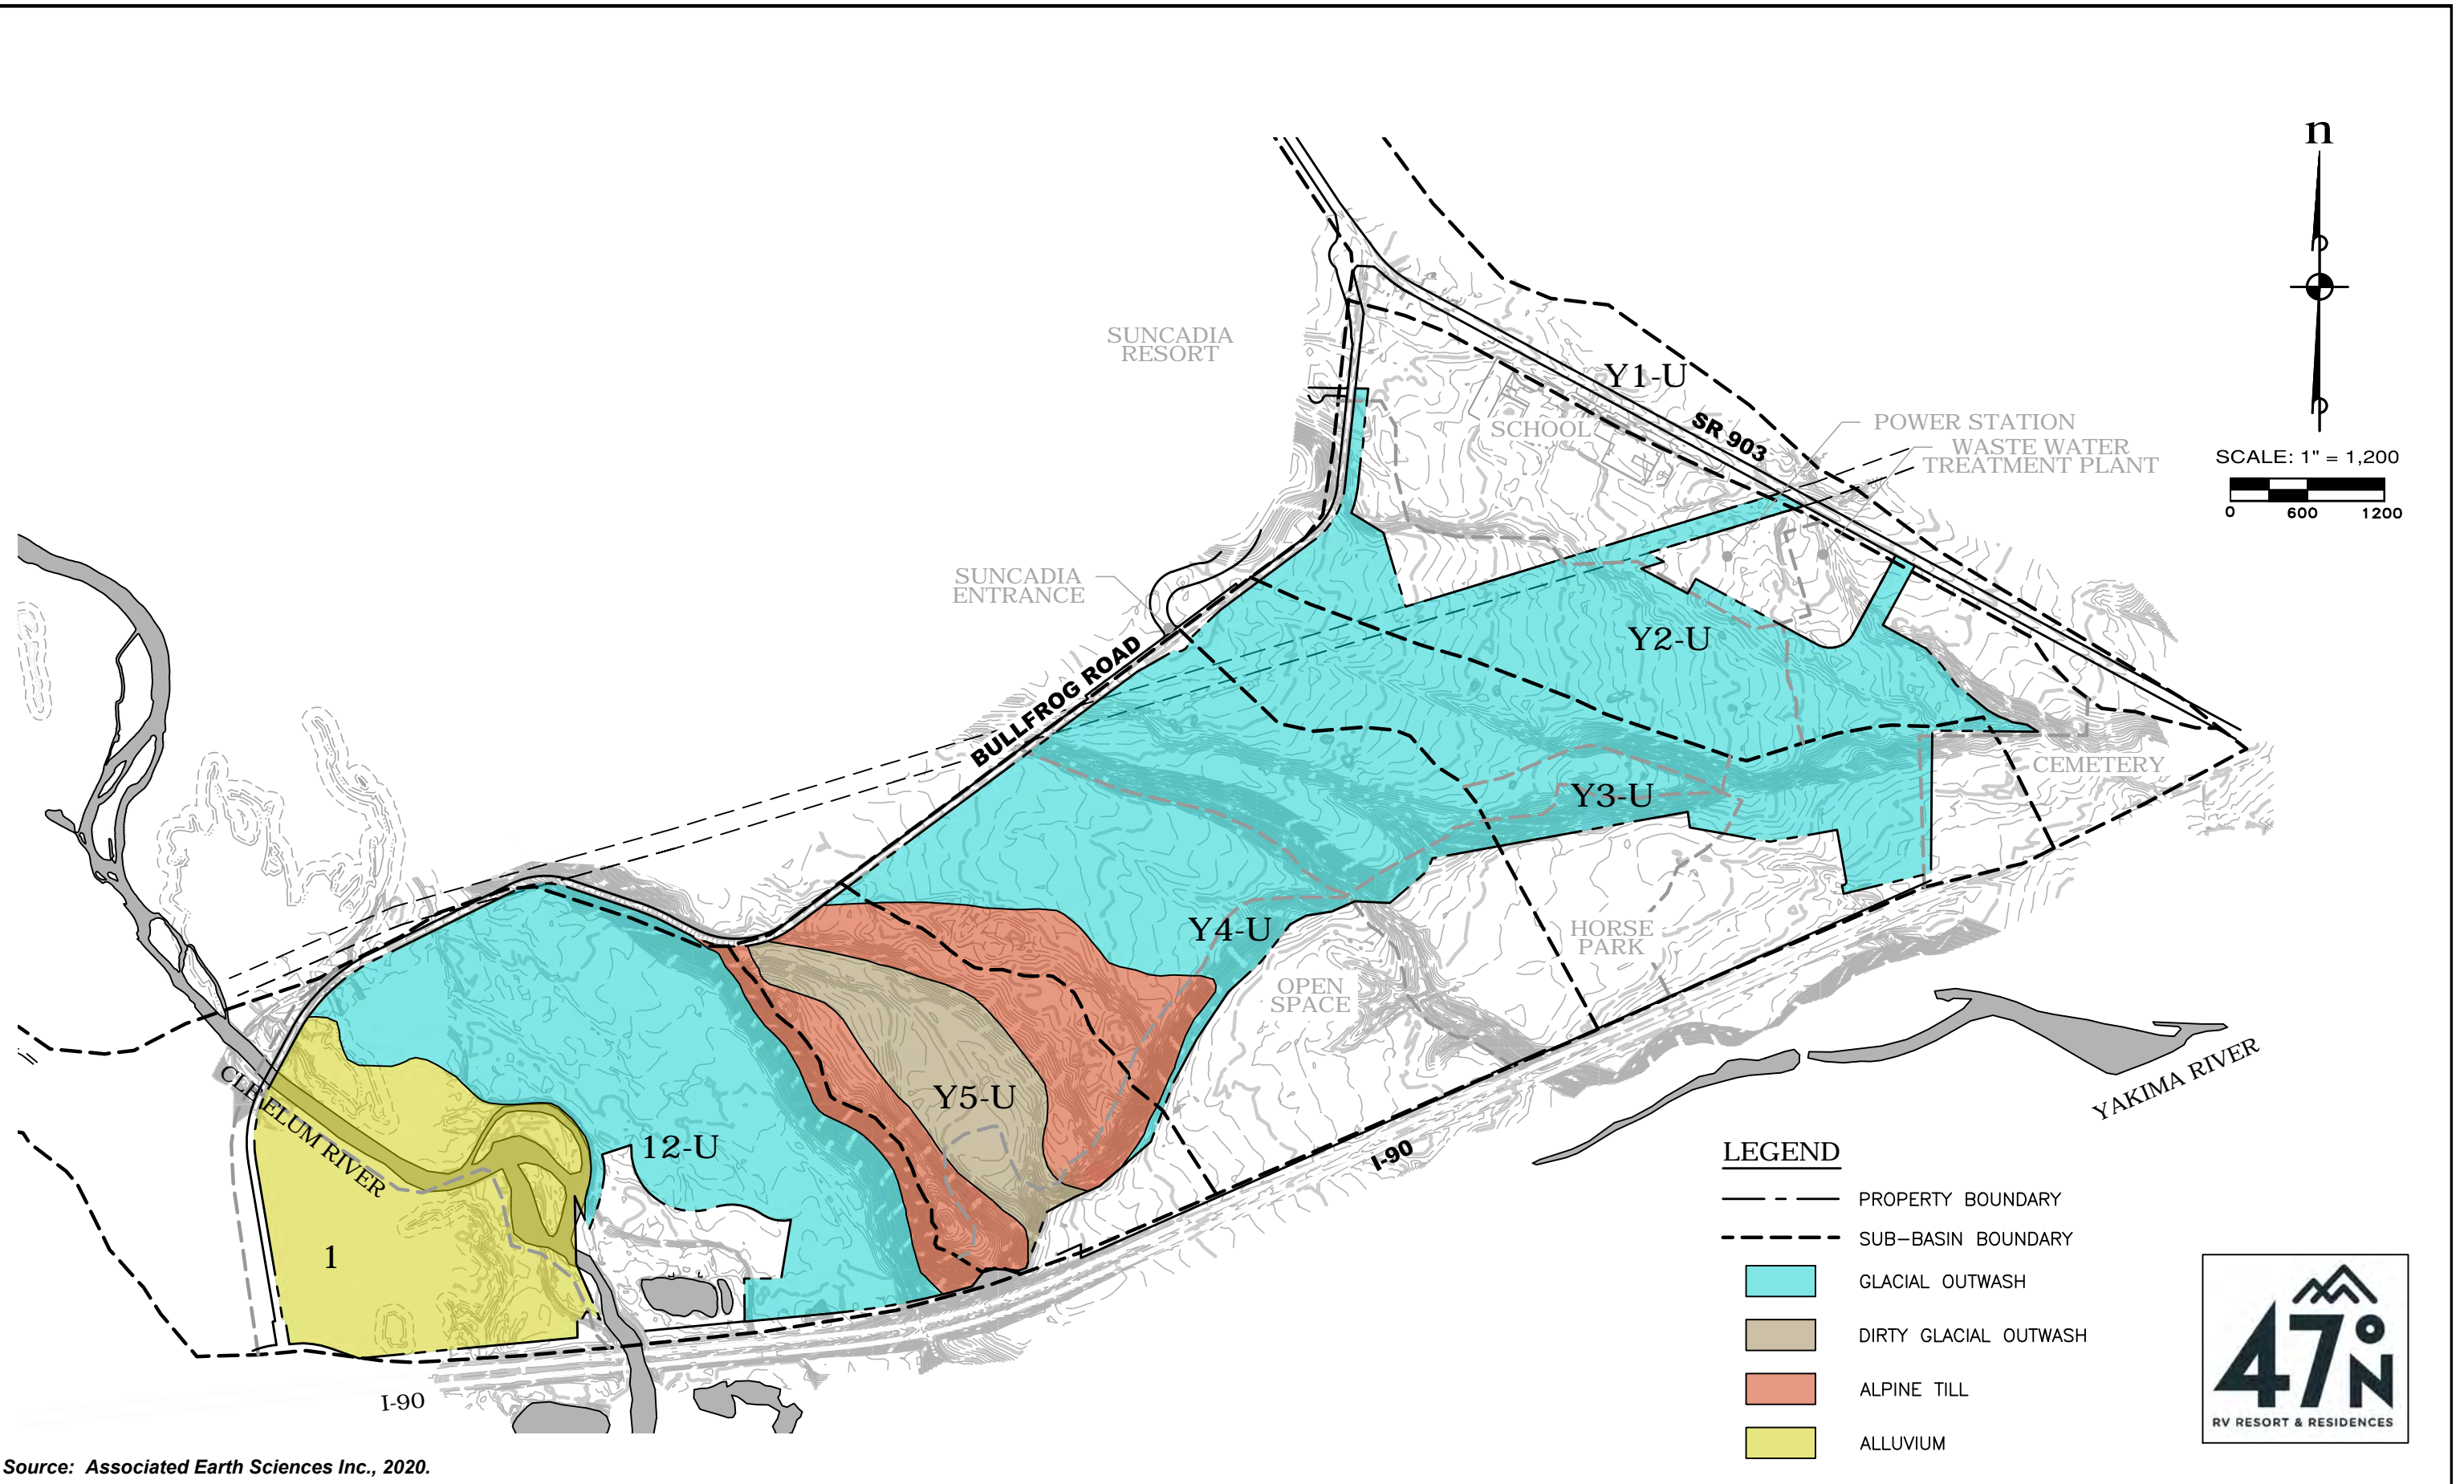 n
SUNCADIA
RESORT
Y1-U
SR 903
SCHOOL
POWER STATION
WASTE WATER
TREATMENT PLANT
SCALE: 1" = 1,200
0 600 1200
SUNCADIA
ENTRANCE
BULLFROG ROAD
Y2-U
CEMETERY
Y3-U
Y4-U
HORSE
PARK
OPEN
SPACE
Y5-U
CLE ELUM RIVER
12-U
1
I-90
YAKIMA RIVER
I-90
LEGEND
PROPERTY BOUNDARY
SUB-BASIN BOUNDARY
GLACIAL OUTWASH
DIRTY GLACIAL OUTWASH
ALPINE TILL
ALLUVIUM
47°N
RV RESORT & RESIDENCES
Source: Associated Earth Sciences Inc., 2020.